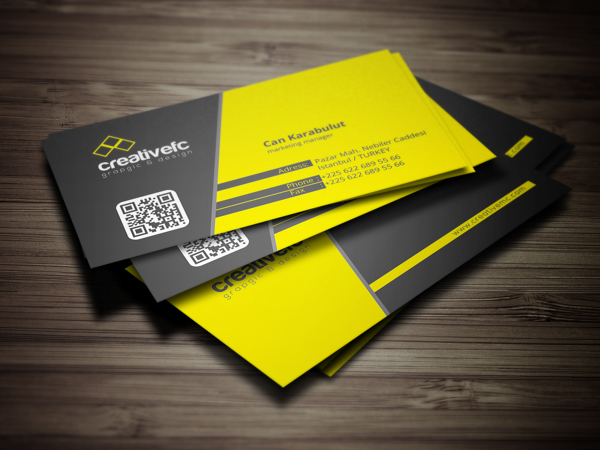 creativefc
grapgic & design
Can Karabulut
marketing manager
Adress: Pazar Mah. Nebiler Caddesi
İstanbul / TURKEY
Phone: +225 622 689 55 66
Fax +225 622 689 55 66
creativefc
grapgic & design